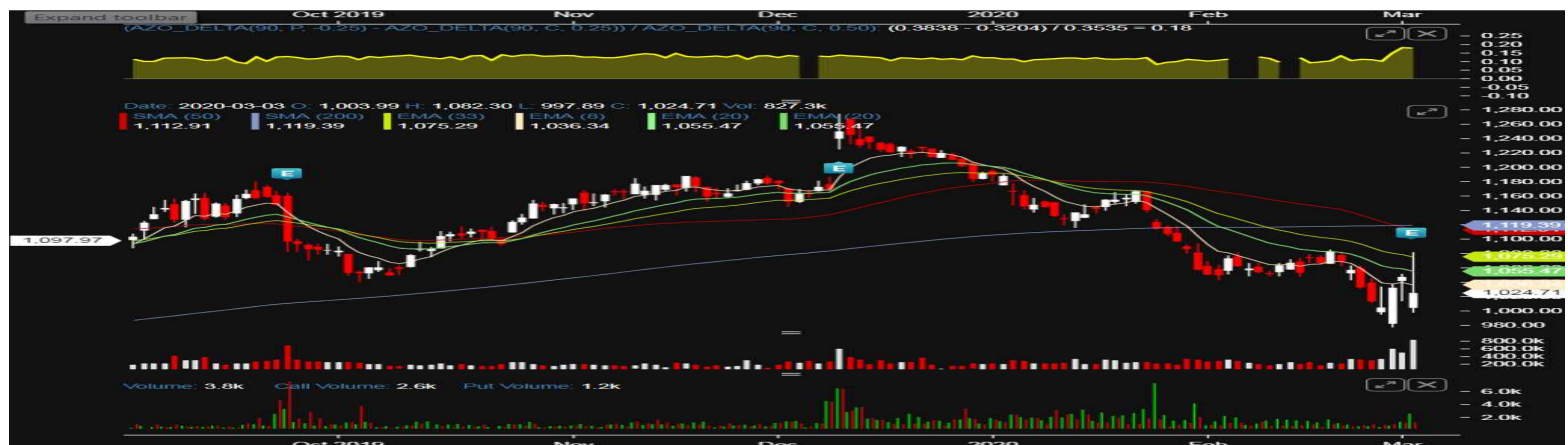 Expand toolbar
Oct 2019 Nov Dec 2020 Feb Mar
(AZO_DELTA(90, P, -0.25) - AZO_DELTA(90, C, 0.25)) / AZO_DELTA(90, C, 0.50): (0.3838 - 0.3204) / 0.3535 = 0.18
0.25
0.20
0.15
0.10
0.05
0.00
-0.05
-0.10
Date: 2020-03-03 O: 1,003.99 H: 1,082.30 L: 997.89 C: 1,024.71 Vol: 827.3k
SMA (50) SMA (200) EMA (33) EMA (8) EMA (20) EMA (20)
1,112.91 1,119.39 1,075.29 1,036.34 1,055.47 1,055.47
1,280.00
1,260.00
1,240.00
1,220.00
1,200.00
1,180.00
1,160.00
1,140.00
1,119.39
1,100.00
1,075.29
1,055.47
1,024.71
1,000.00
980.00
E
E
E
1,097.97
800.0k
600.0k
400.0k
200.0k
Volume: 3.8k Call Volume: 2.6k Put Volume: 1.2k
6.0k
4.0k
2.0k
Oct 2019 Nov Dec 2020 Feb Mar